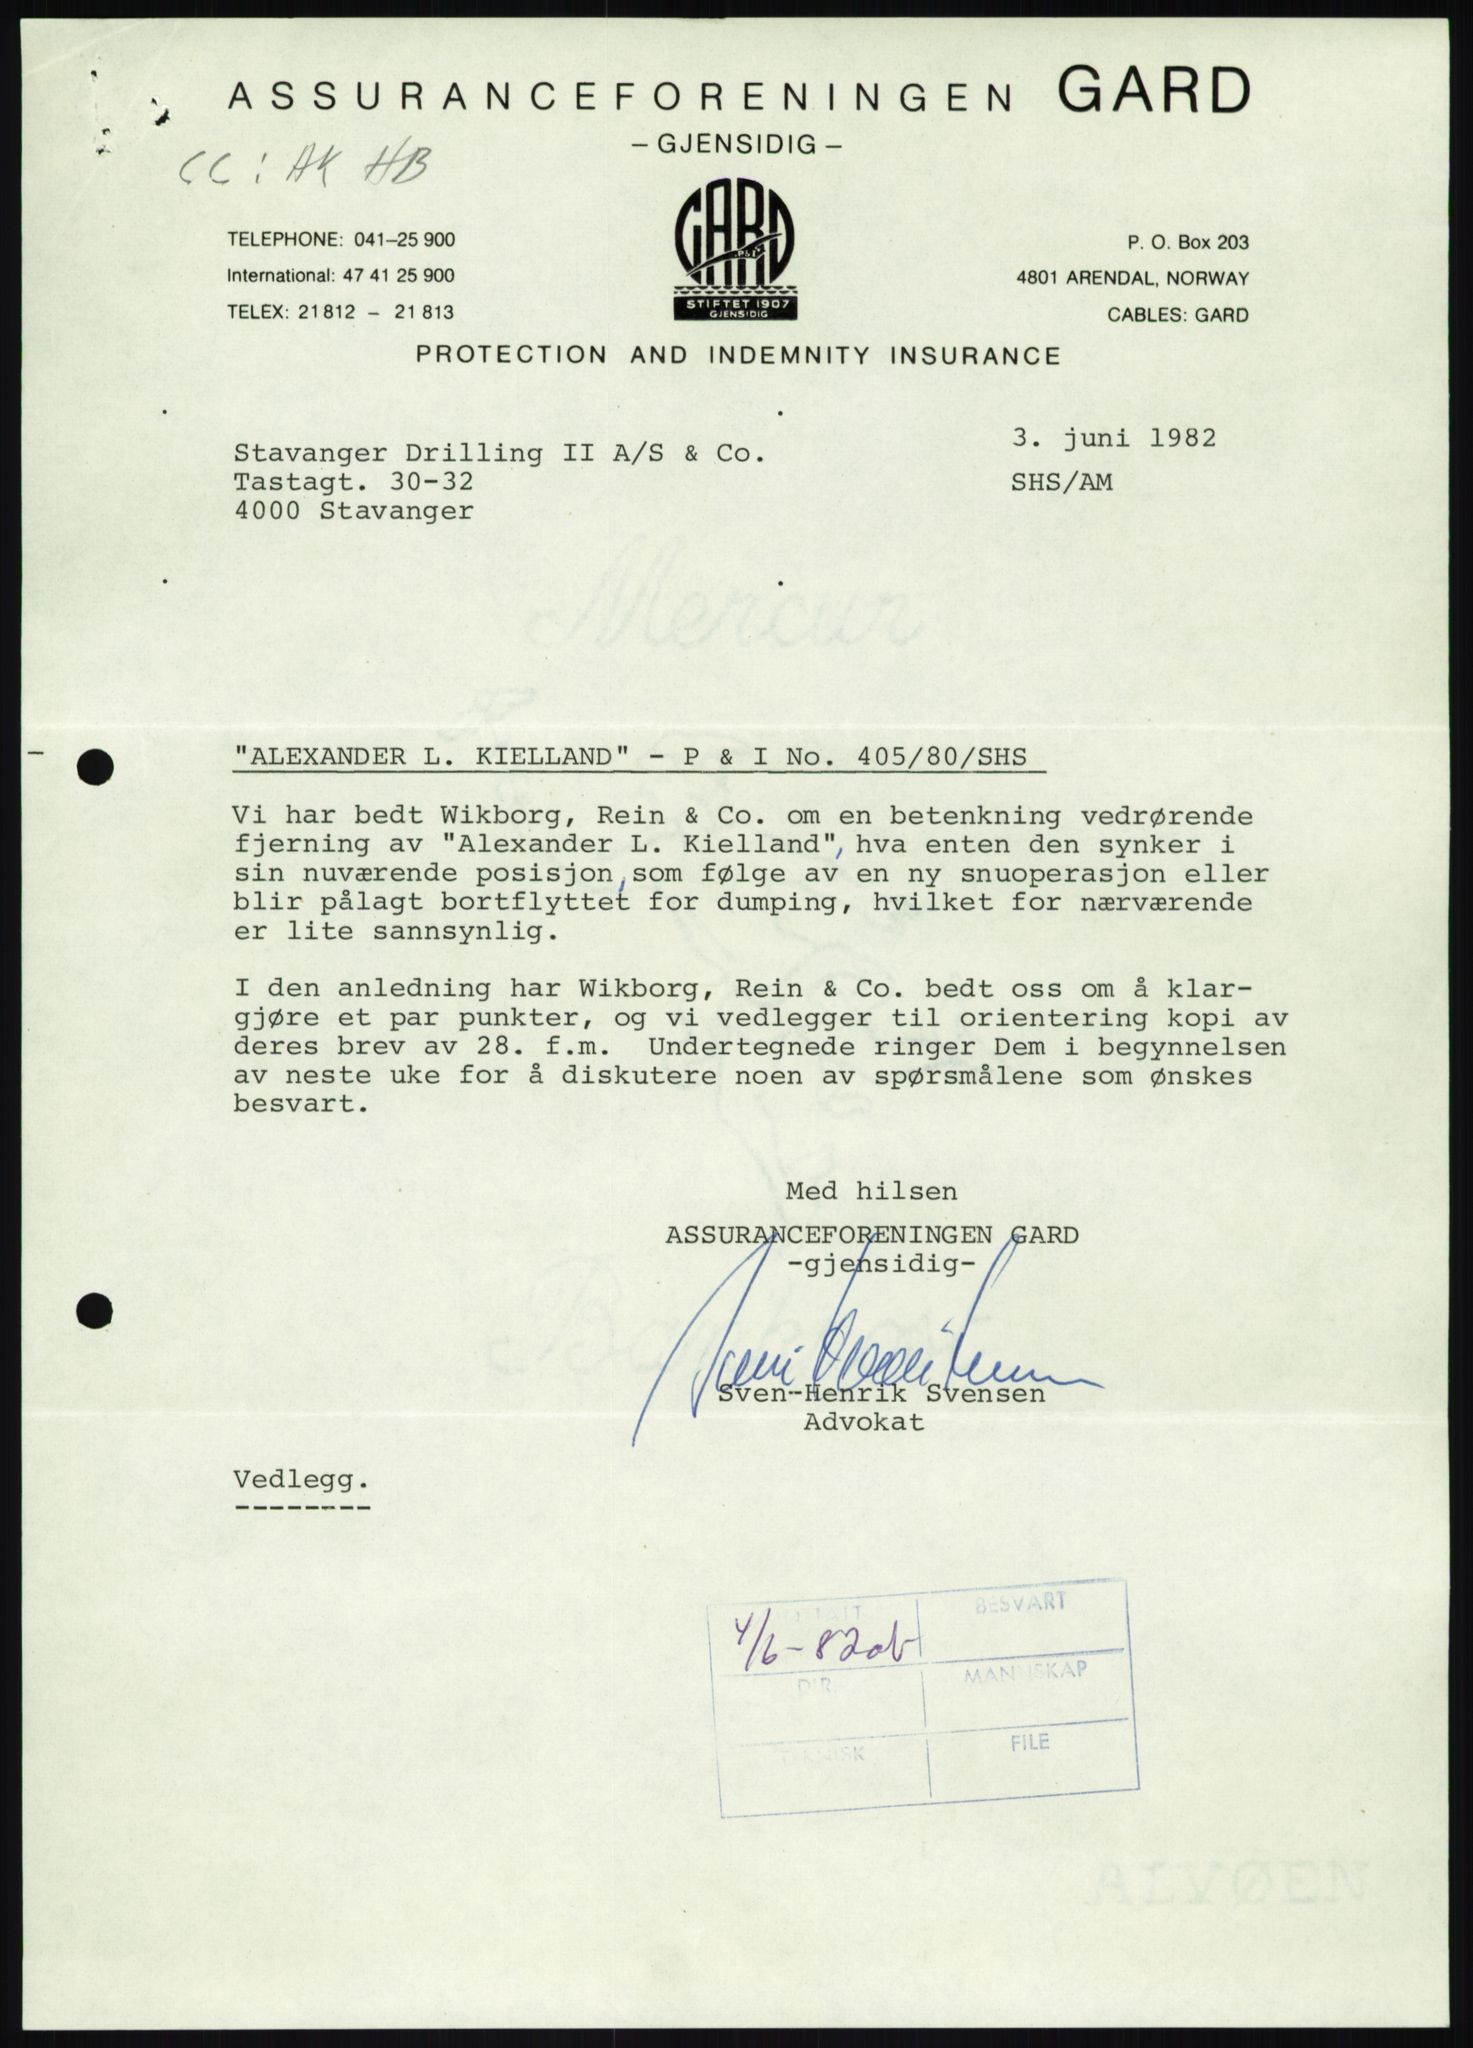 ASSURANCEFORENINGEN GARD
– GJENSIDIG –
CC: AK HB
GARD
P & I
STIFTET 1907
GJENSIDIG
TELEPHONE: 041–25 900
International: 47 41 25 900
TELEX: 21 812 – 21 813
P. O. Box 203
4801 ARENDAL, NORWAY
CABLES: GARD
PROTECTION AND INDEMNITY INSURANCE
Stavanger Drilling II A/S & Co.
Tastagt. 30-32
4000 Stavanger
3. juni 1982
SHS/AM
Mercur
"ALEXANDER L. KIELLAND" - P & I No. 405/80/SHS
Vi har bedt Wikborg, Rein & Co. om en betenkning vedrørende
fjerning av "Alexander L. Kielland", hva enten den synker i
sin nuværende posisjon, som følge av en ny snuoperasjon eller
blir pålagt bortflyttet for dumping, hvilket for nærværende
er lite sannsynlig.
I den anledning har Wikborg, Rein & Co. bedt oss om å klar-
gjøre et par punkter, og vi vedlegger til orientering kopi av
deres brev av 28. f.m. Undertegnede ringer Dem i begynnelsen
av neste uke for å diskutere noen av spørsmålene som ønskes
besvart.
Med hilsen
ASSURANCEFORENINGEN GARD
-gjensidig-
Sven-Henrik Svensen
Advokat
Vedlegg.
--------
BESVART
4/6-82
DIR.
MANNSKAP
TEKNISK
FILE
ALVØEN